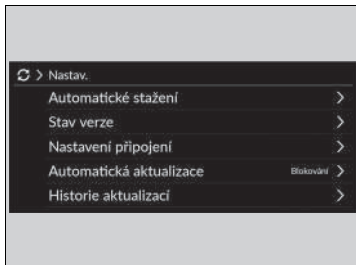 Nastav.
Automatické stažení
Stav verze
Nastavení připojení
Automatická aktualizace Blokování
Historie aktualizací